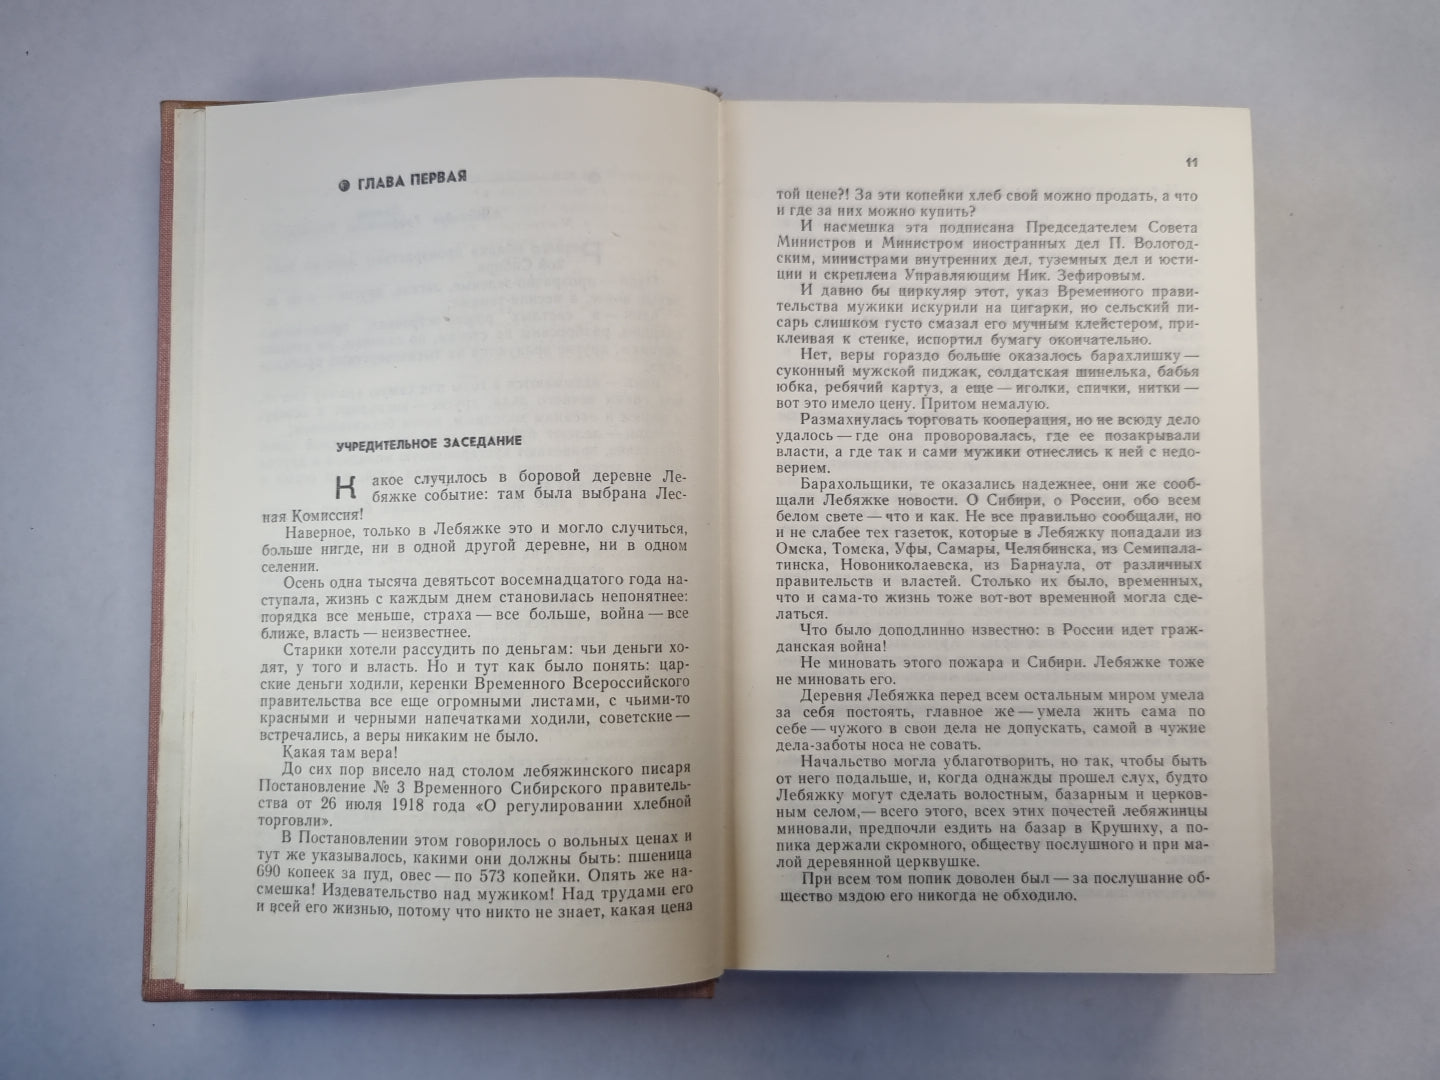 ГЛАВА ПЕРВАЯ
УЧРЕДИТЕЛЬНОЕ ЗАСЕДАНИЕ
Какое случилось в боровой деревне Ле-
бяжке событие: там была выбрана Лес-
ная Комиссия!
Наверное, только в Лебяжке это и могло случиться,
больше нигде, ни в одной другой деревне, ни в одном
селении.
Осень одна тысяча девятьсот восемнадцатого года на-
ступала, жизнь с каждым днем становилась непонятнее:
порядка все меньше, страха — все больше, война — все
ближе, власть — неизвестнее.
Старики хотели рассудить по деньгам: чьи деньги хо-
дят, у того и власть. Но и тут как было понять: цар-
ские деньги ходили, керенки Временного Всероссийского
правительства все еще огромными листами, с чьими-то
красными и черными напечатками ходили, советские —
встречались, а веры никаким не было.
Какая там вера!
До сих пор висело над столом лебяжинского писаря
Постановление № 3 Временного Сибирского правитель-
ства от 26 июля 1918 года «О регулировании хлебной
торговли».
В Постановлении этом говорилось о вольных ценах и
тут же указывалось, какими они должны быть: пшеница
690 копеек за пуд, овес — по 573 копейки. Опять же на-
смешка! Издевательство над мужиком! Над трудами его
и всей его жизнью, потому что никто не знает, какая цена
11
той цене?! За эти копейки хлеб свой можно продать, а что
и где за них можно купить?
И насмешка эта подписана Председателем Совета
Министров и Министром иностранных дел П. Вологод-
ским, министрами внутренних дел, туземных дел и юсти-
ции и скреплена Управляющим Ник. Зефировым.
И давно бы циркуляр этот, указ Временного прави-
тельства мужики искурили на цигарки, но сельский пи-
сарь слишком густо смазал его мучным клейстером, при-
клеивая к стенке, испортил бумагу окончательно.
Нет, веры гораздо больше оказалось барахлишку —
суконный мужской пиджак, солдатская шинелька, бабья
юбка, ребячий картуз, а еще — иголки, спички, нитки —
вот это имело цену. Притом немалую.
Размахнулась торговать кооперация, но не всюду дело
удалось — где она проворовалась, где ее позакрывали
власти, а где так и сами мужики отнеслись к ней с недо-
верием.
Барахольщики, те оказались надежнее, они же сооб-
щали Лебяжке новости. О Сибири, о России, обо всем
белом свете — что и как. Не все правильно сообщали, но
и не слабее тех газеток, которые в Лебяжку попадали из
Омска, Томска, Уфы, Самары, Челябинска, из Семипала-
тинска, Новониколаевска, из Барнаула, от различных
правительств и властей. Столько их было, временных,
что и сама-то жизнь тоже вот-вот временной могла сде-
латься.
Что было доподлинно известно: в России идет граж-
данская война!
Не миновать этого пожара и Сибири. Лебяжке тоже
не миновать его.
Деревня Лебяжка перед всем остальным миром умела
за себя постоять, главное же — умела жить сама по
себе — чужого в свои дела не допускать, самой в чужие
дела-заботы носа не совать.
Начальство могла ублаготворить, но так, чтобы быть
от него подальше, и, когда однажды прошел слух, будто
Лебяжку могут сделать волостным, базарным и церков-
ным селом,— всего этого, всех этих почестей лебяжинцы
миновали, предпочли ездить на базар в Крушиху, а по-
пика держали скромного, обществу послушного и при ма-
лой деревянной церквушке.
При всем том попик доволен был — за послушание об-
щество мздою его никогда не обходило.